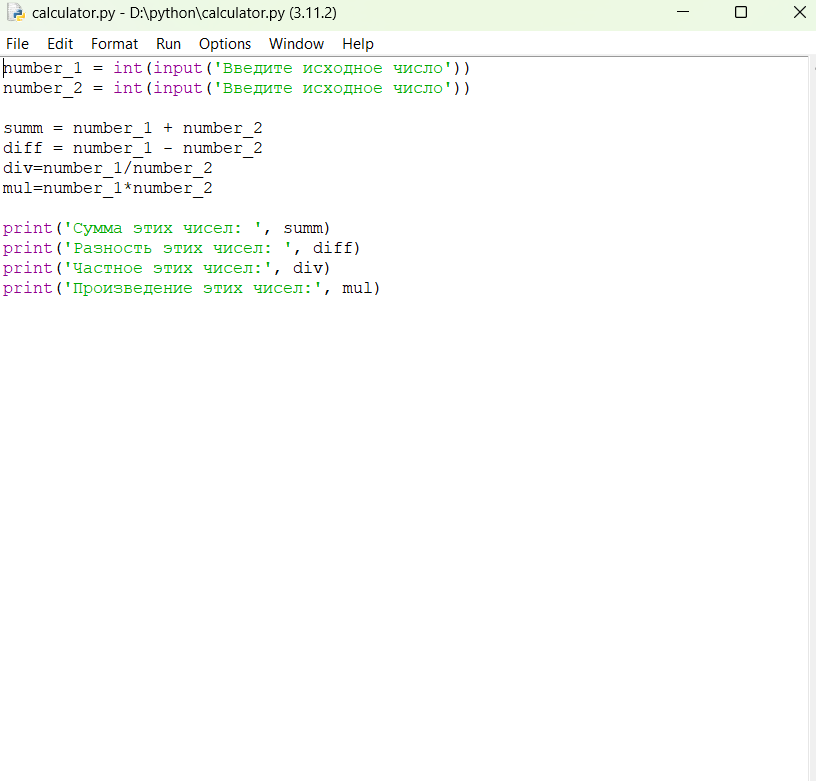 calculator.py - D:\python\calculator.py (3.11.2)
File Edit Format Run Options Window Help
number_1 = int(input('Введите исходное число'))
number_2 = int(input('Введите исходное число'))
summ = number_1 + number_2
diff = number_1 - number_2
div=number_1/number_2
mul=number_1*number_2
print('Сумма этих чисел: ', summ)
print('Разность этих чисел: ', diff)
print('Частное этих чисел:', div)
print('Произведение этих чисел:', mul)